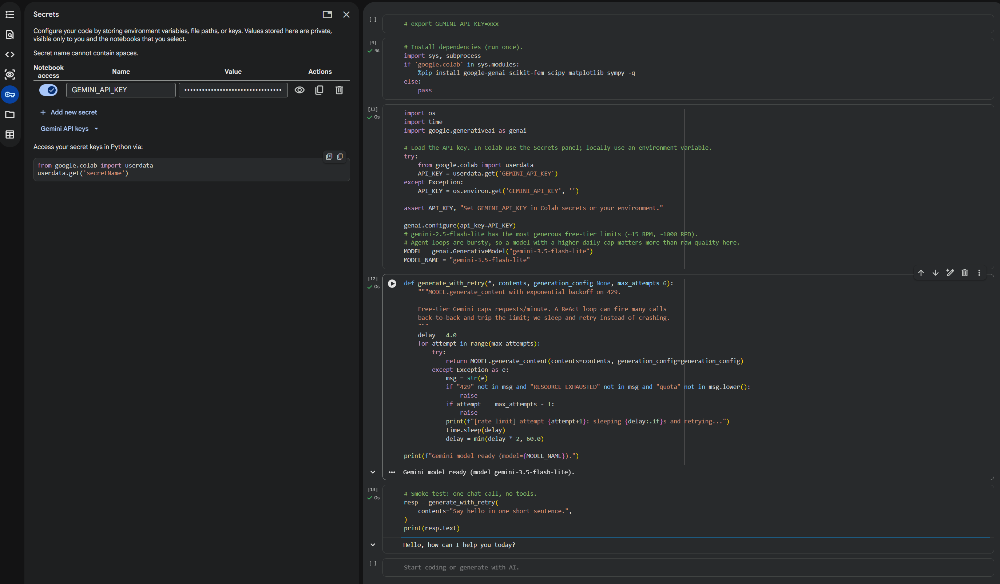 Secrets
Configure your code by storing environment variables, file paths, or keys. Values stored here are private,
visible only to you and the notebooks that you select.
Secret name cannot contain spaces.
Notebook access Name Value Actions
GEMINI_API_KEY ••••••••••••••••••••••••••••••••••
+ Add new secret
Gemini API keys
Access your secret keys in Python via:
from google.colab import userdata
userdata.get('secretName')
[ ]
# export GEMINI_API_KEY=xxx
[4]
4s
# Install dependencies (run once).
import sys, subprocess
if 'google.colab' in sys.modules:
    %pip install google-genai scikit-fem scipy matplotlib sympy -q
else:
    pass
[11]
0s
import os
import time
import google.generativeai as genai
# Load the API key. In Colab use the Secrets panel; locally use an environment variable.
try:
    from google.colab import userdata
    API_KEY = userdata.get('GEMINI_API_KEY')
except Exception:
    API_KEY = os.environ.get('GEMINI_API_KEY', '')
assert API_KEY, "Set GEMINI_API_KEY in Colab secrets or your environment."
genai.configure(api_key=API_KEY)
# gemini-2.5-flash-lite has the most generous free-tier limits (~15 RPM, ~1000 RPD).
# Agent loops are bursty, so a model with a higher daily cap matters more than raw quality here.
MODEL = genai.GenerativeModel("gemini-3.5-flash-lite")
MODEL_NAME = "gemini-3.5-flash-lite"
[12]
0s
def generate_with_retry(*, contents, generation_config=None, max_attempts=6):
    """MODEL.generate_content with exponential backoff on 429.
    Free-tier Gemini caps requests/minute. A ReAct loop can fire many calls
    back-to-back and trip the limit; we sleep and retry instead of crashing.
    """
    delay = 4.0
    for attempt in range(max_attempts):
        try:
            return MODEL.generate_content(contents=contents, generation_config=generation_config)
        except Exception as e:
            msg = str(e)
            if "429" not in msg and "RESOURCE_EXHAUSTED" not in msg and "quota" not in msg.lower():
                raise
            if attempt == max_attempts - 1:
                raise
            print(f"[rate limit] attempt {attempt+1}: sleeping {delay:.1f}s and retrying...")
            time.sleep(delay)
            delay = min(delay * 2, 60.0)
print(f"Gemini model ready (model={MODEL_NAME}).")
Gemini model ready (model=gemini-3.5-flash-lite).
[13]
0s
# Smoke test: one chat call, no tools.
resp = generate_with_retry(
    contents="Say hello in one short sentence.",
)
print(resp.text)
Hello, how can I help you today?
[ ]
Start coding or generate with AI.